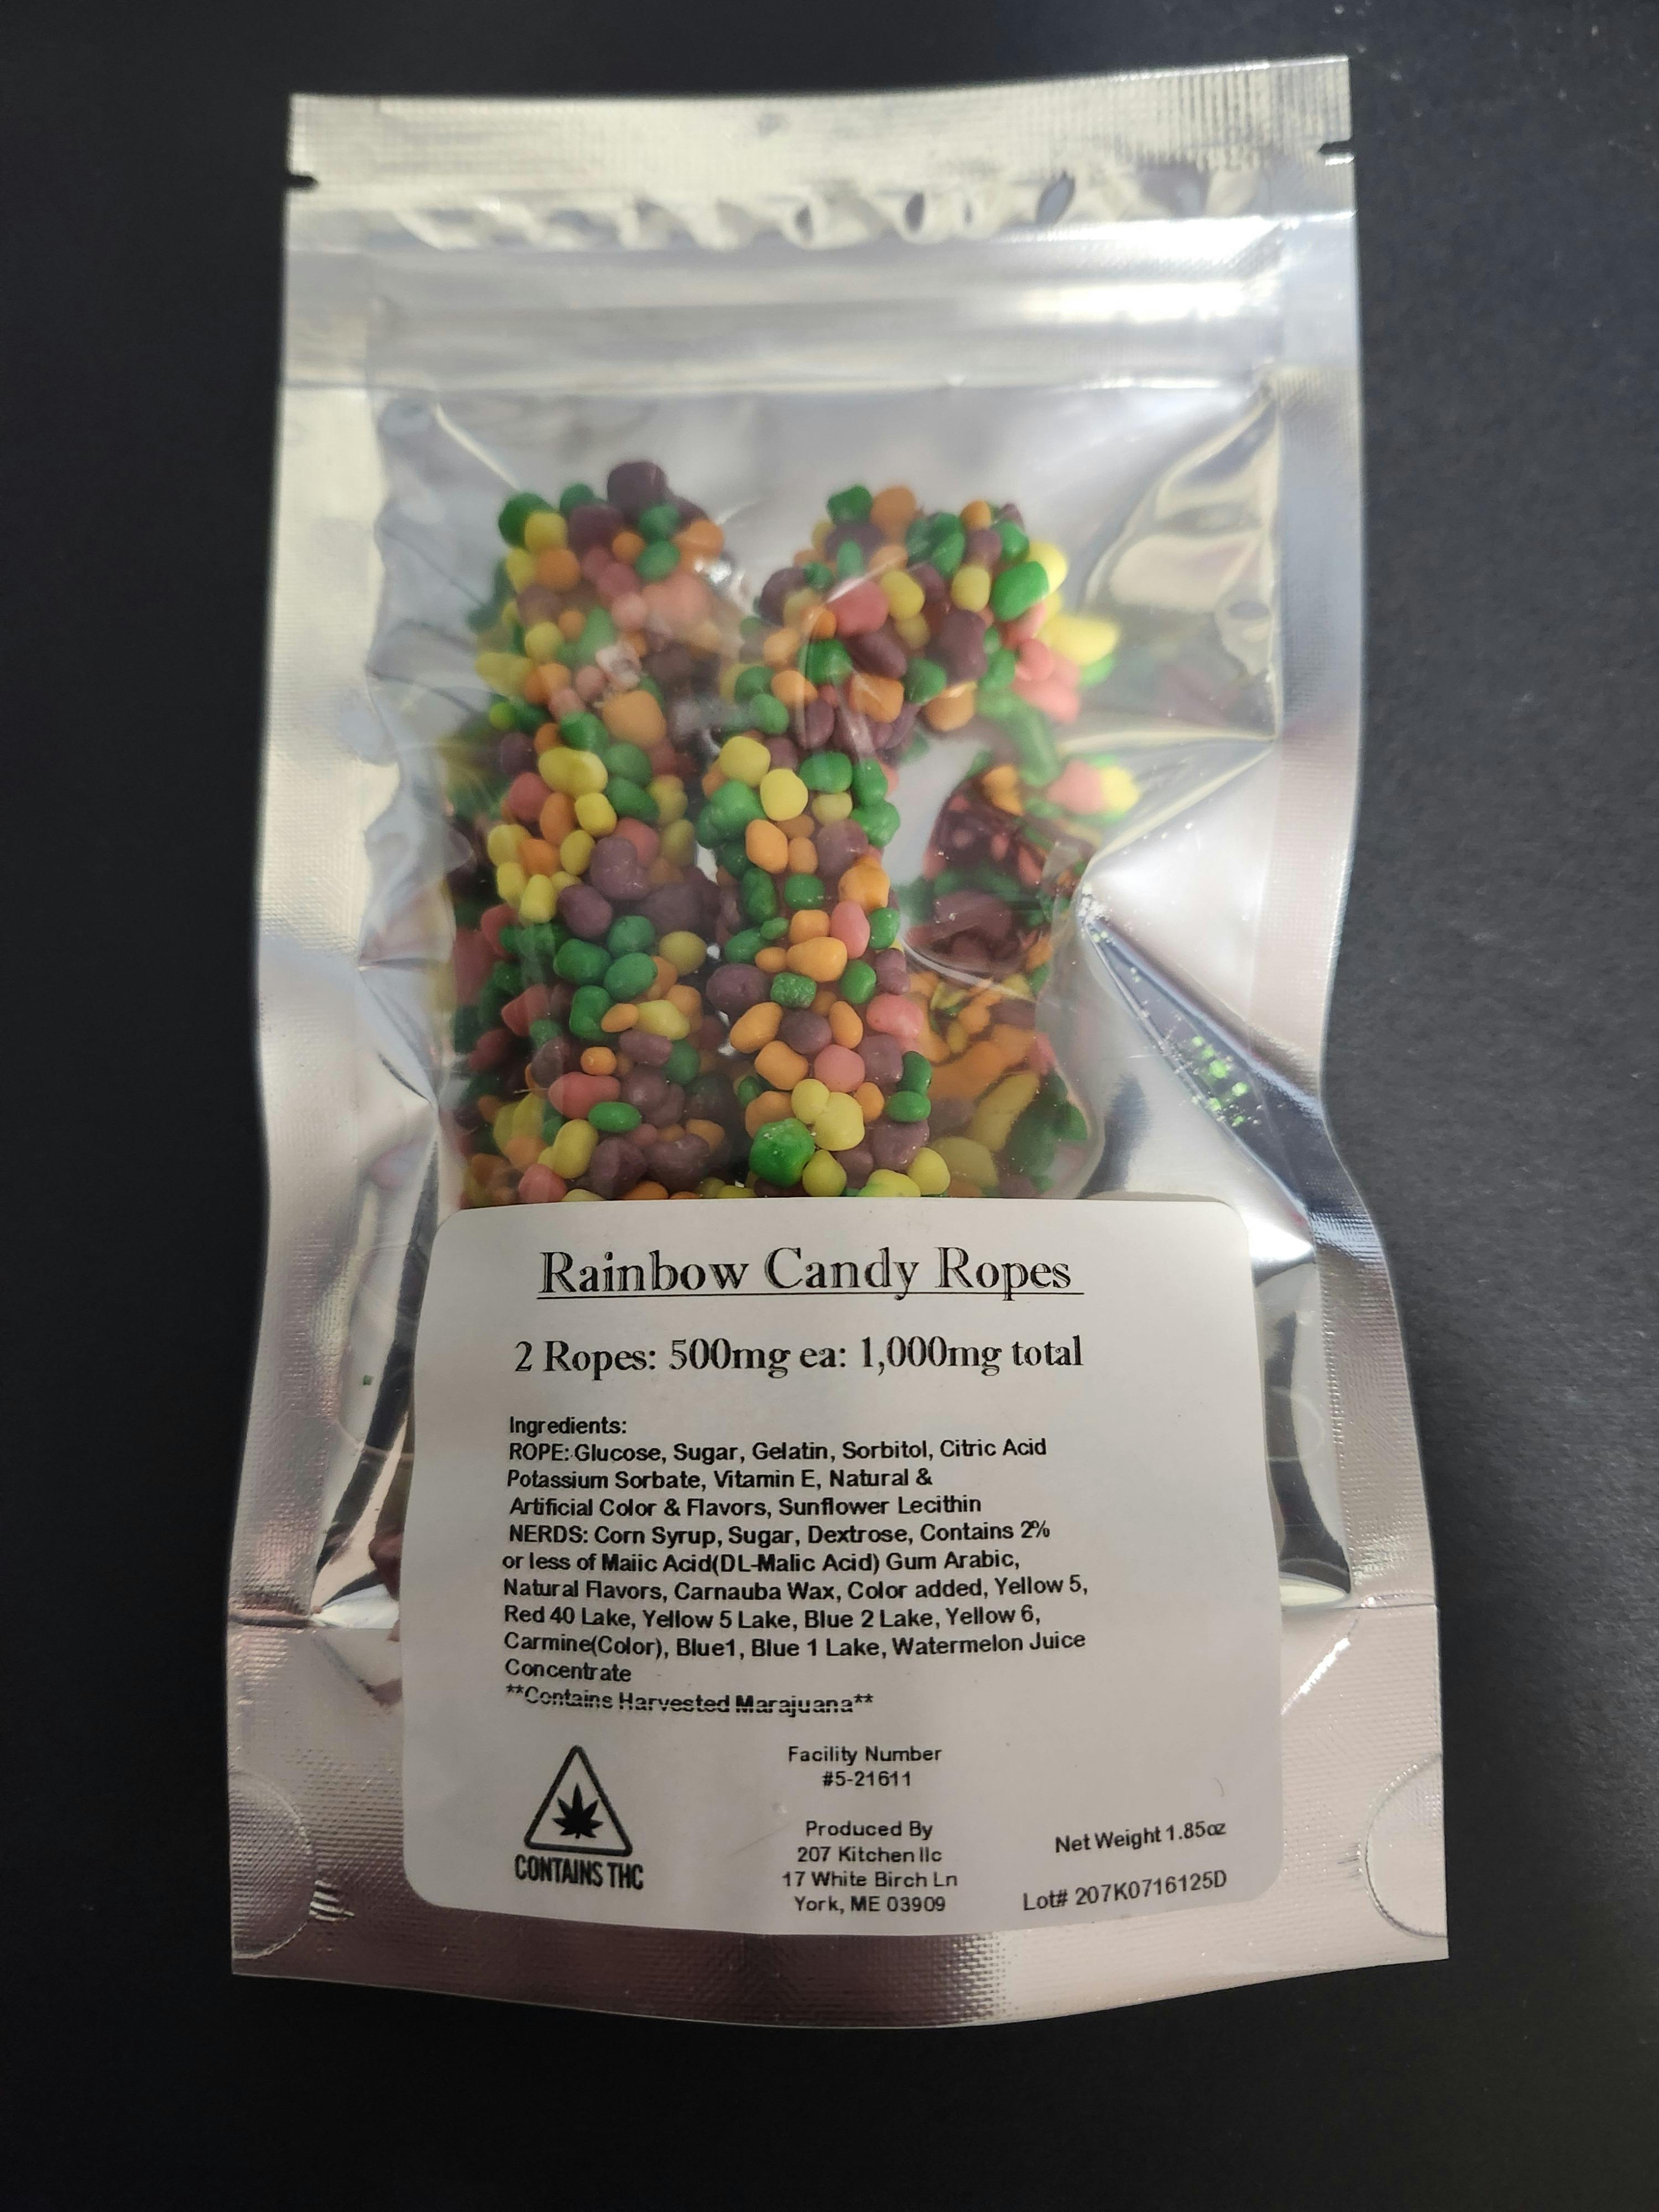 Rainbow Candy Ropes
2 Ropes: 500mg ea: 1,000mg total
Ingredients:
ROPE: Glucose, Sugar, Gelatin, Sorbitol, Citric Acid
Potassium Sorbate, Vitamin E, Natural &
Artificial Color & Flavors, Sunflower Lecithin
NERDS: Corn Syrup, Sugar, Dextrose, Contains 2%
or less of Maiic Acid(DL-Malic Acid) Gum Arabic,
Natural Flavors, Carnauba Wax, Color added, Yellow 5,
Red 40 Lake, Yellow 5 Lake, Blue 2 Lake, Yellow 6,
Carmine(Color), Blue1, Blue 1 Lake, Watermelon Juice
Concentrate
**Contains Harvested Marajuana**
CONTAINS THC
Facility Number
#5-21611
Produced By
207 Kitchen llc
17 White Birch Ln
York, ME 03909
Net Weight 1.85oz
Lot# 207K0716125D